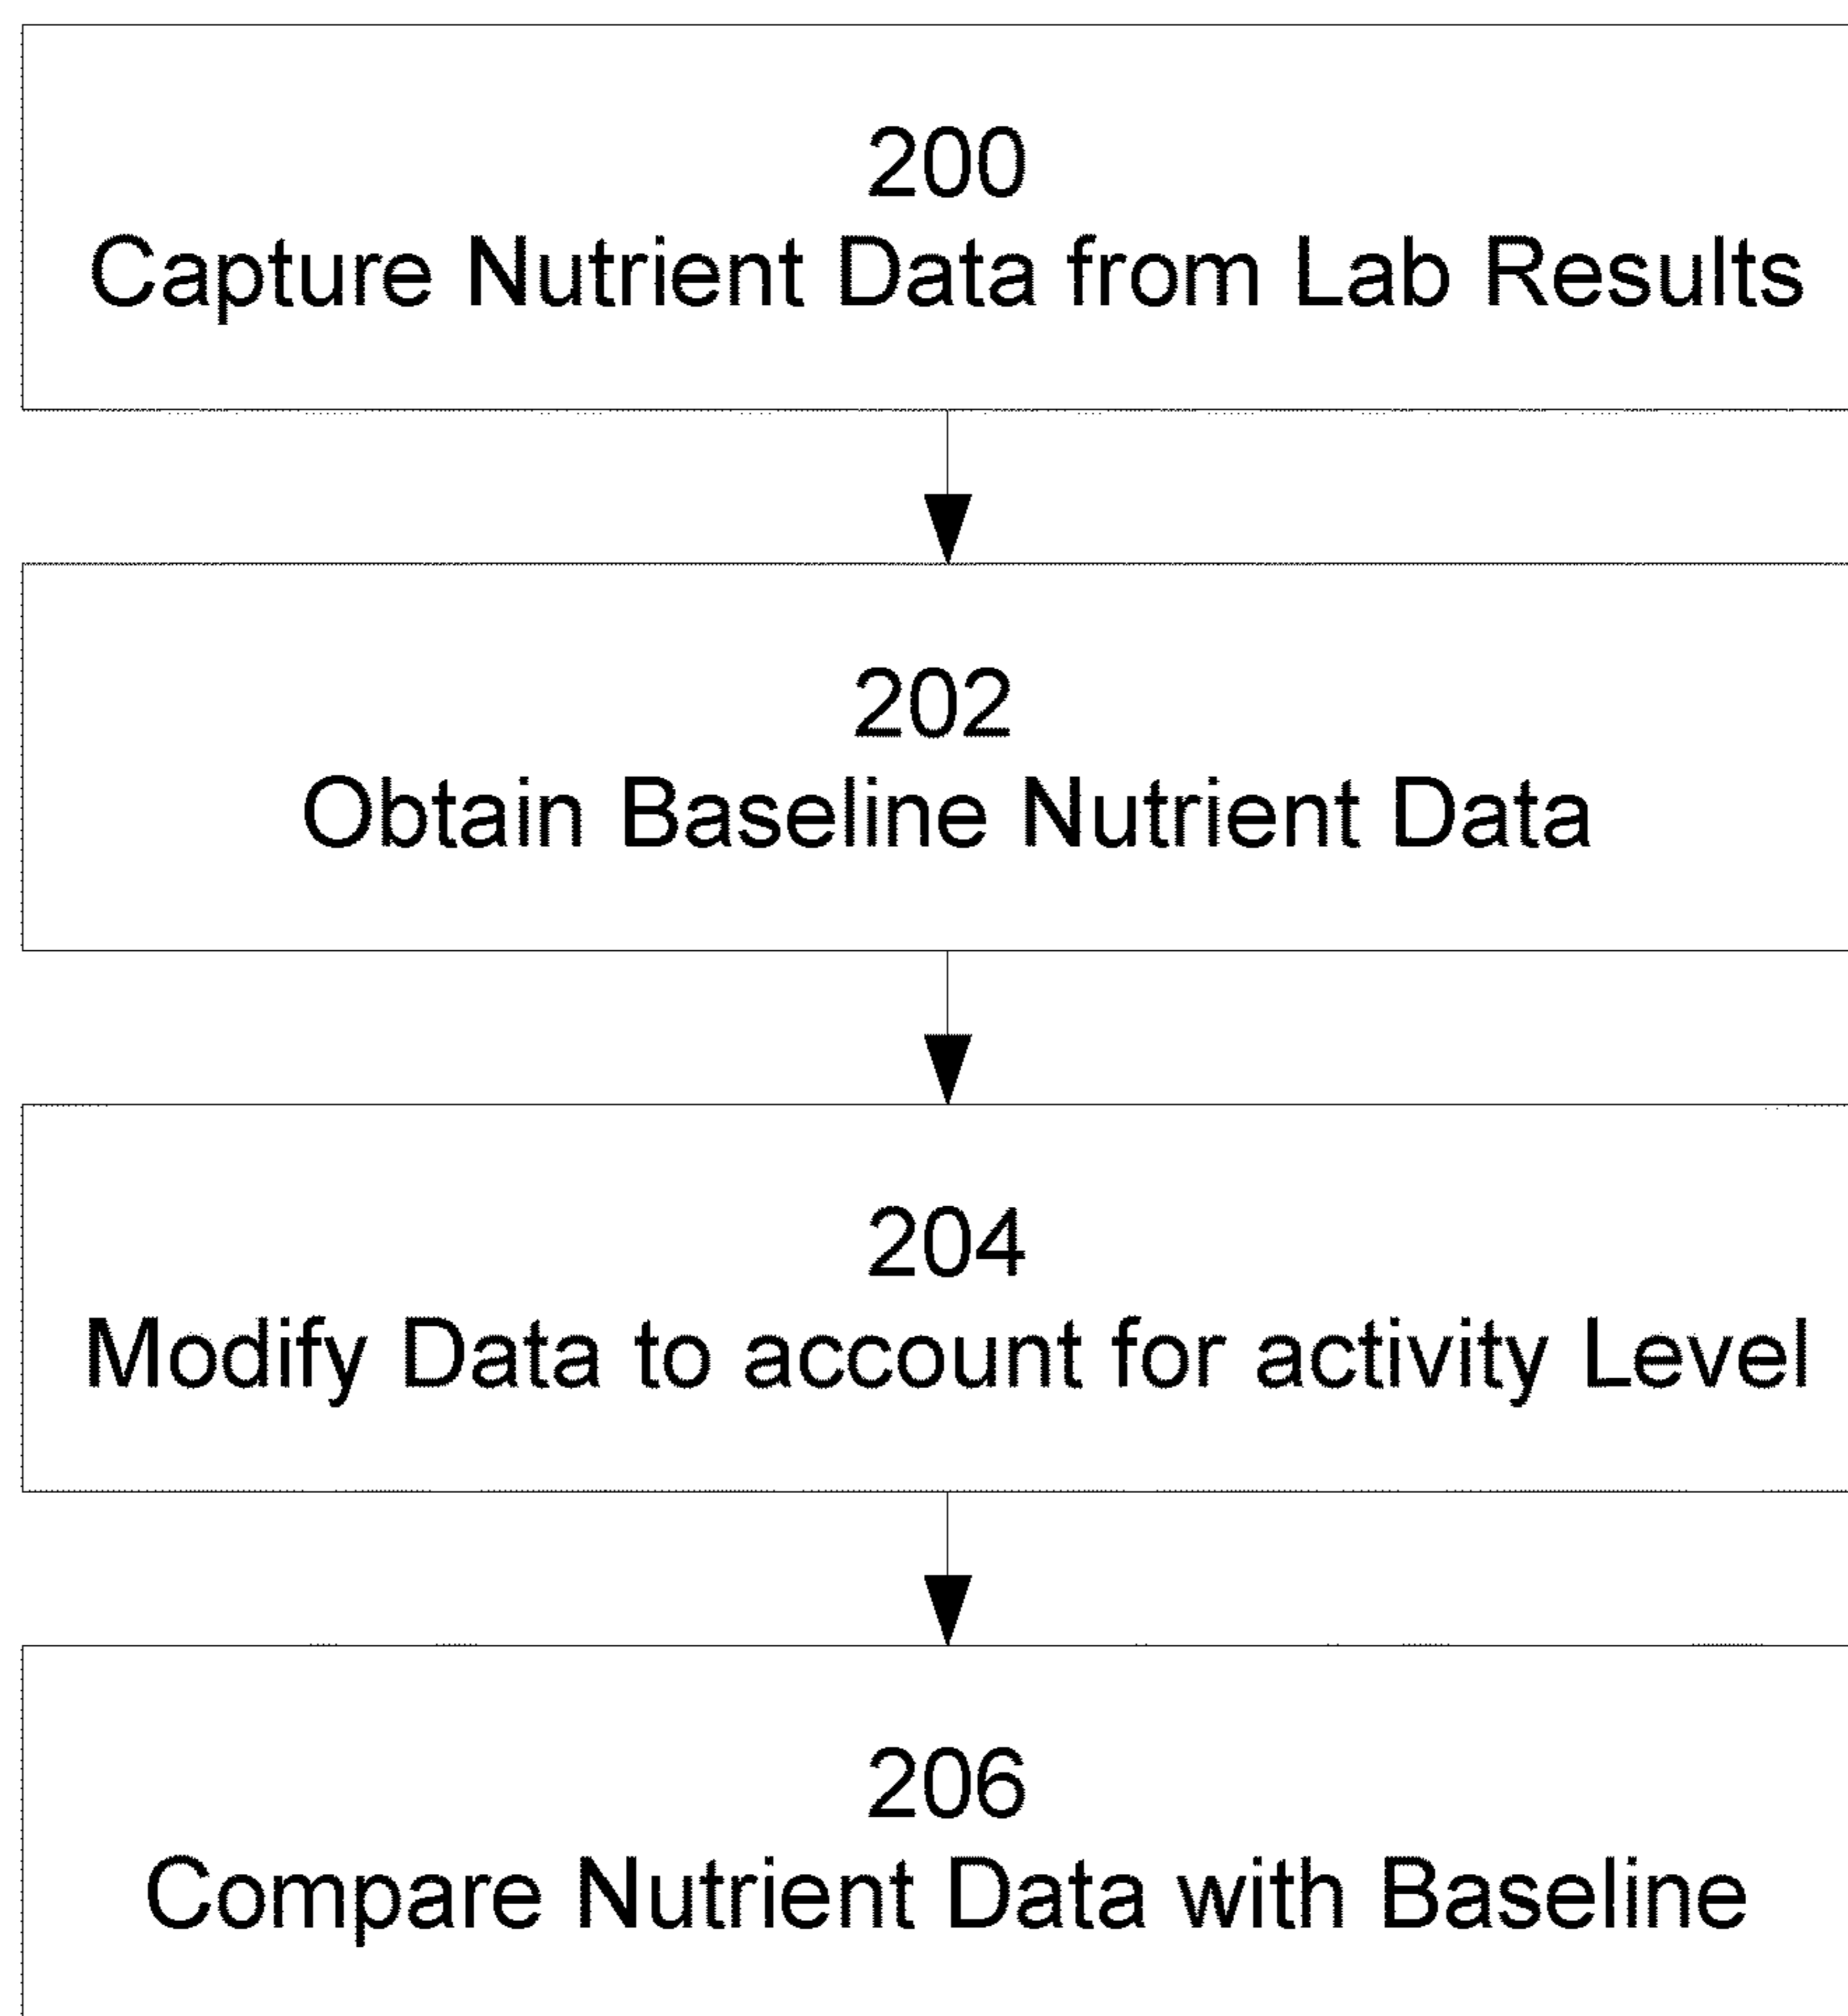 200
Capture Nutrient Data from Lab Results
202
Obtain Baseline Nutrient Data
204
Modify Data to account for activity Level
206
Compare Nutrient Data with Baseline